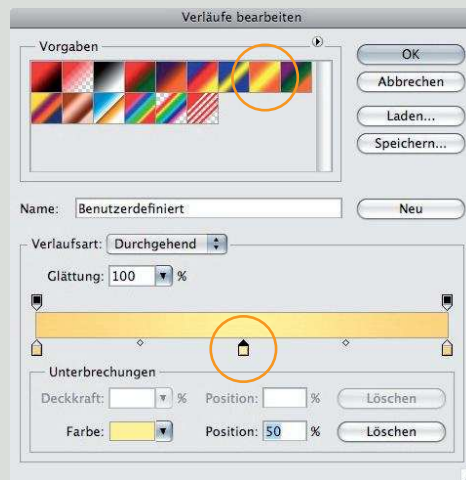 Verläufe bearbeiten
Vorgaben
OK
Abbrechen
Laden...
Speichern...
Name: Benutzerdefiniert
Neu
Verlaufsart: Durchgehend
Glättung: 100 %
Unterbrechungen
Deckkraft: % Position: % Löschen
Farbe: Position: 50 % Löschen